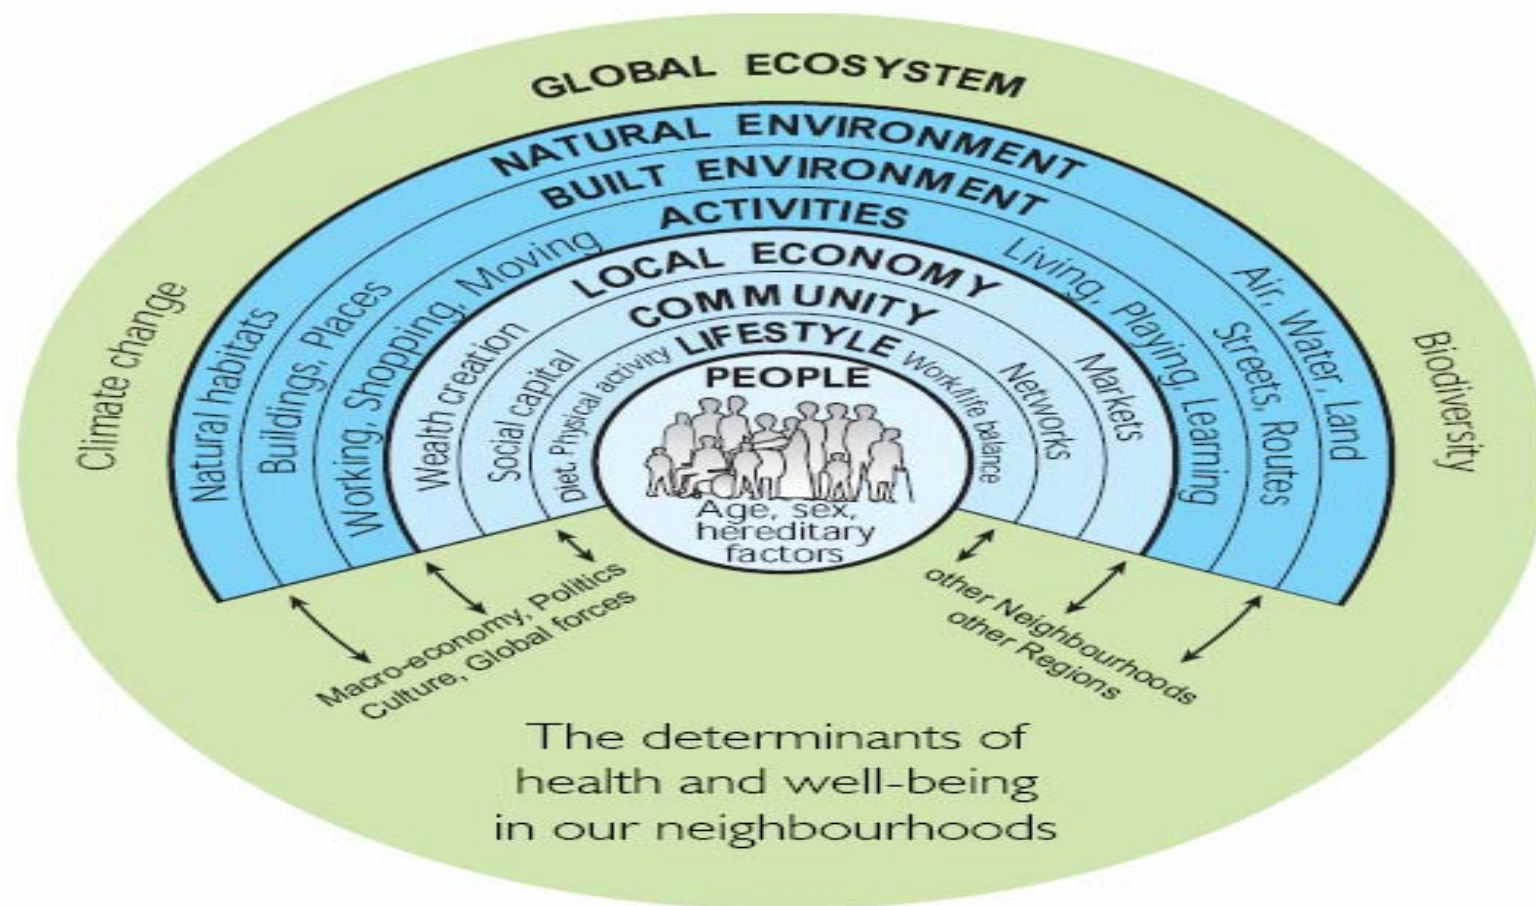 GLOBAL ECOSYSTEM
NATURAL ENVIRONMENT
BUILT ENVIRONMENT
ACTIVITIES
LOCAL ECONOMY
COMMUNITY
LIFESTYLE
PEOPLE
Age, sex,
hereditary
factors
Climate change
Natural habitats
Buildings, Places
Working, Shopping, Moving
Wealth creation
Social capital
Diet. Physical activity
Work/life balance
Networks
Markets
Living, Playing, Learning
Streets, Routes
Air, Water, Land
Biodiversity
Macro-economy, Politics
Culture, Global forces
other Neighbourhoods
other Regions
The determinants of
health and well-being
in our neighbourhoods